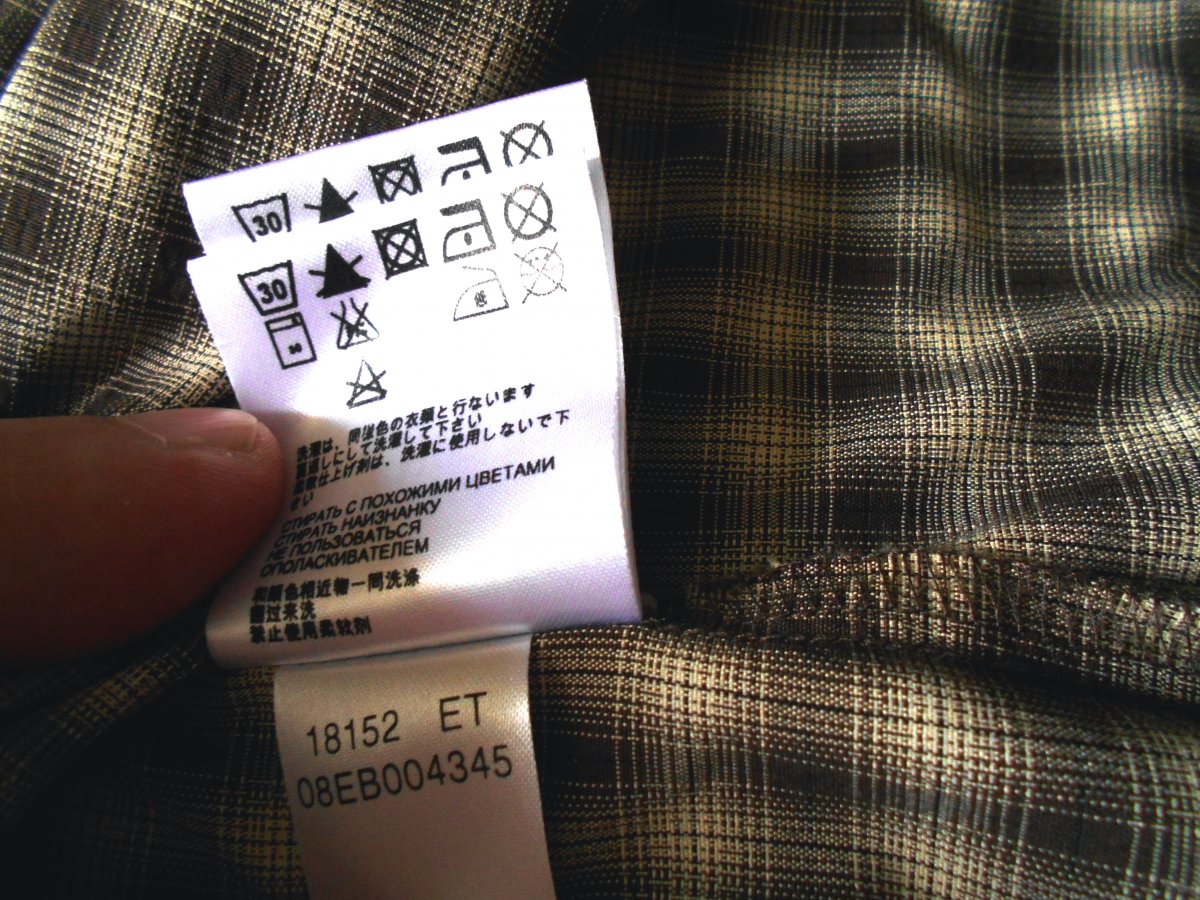 30
30
洗濯は、同送色の衣類と行ないます
裏返しにして洗濯して下さい
柔軟仕上げ剤は、洗濯に使用しないで下
さい
СТИРАТЬ С ПОХОЖИМИ ЦВЕТАМИ
СТИРАТЬ НАИЗНАНКУ
НЕ ПОЛЬЗОВАТЬСЯ
ОПОЛАСКИВАТЕЛЕМ
和颜色相近物一同洗涤
翻过来洗
禁止使用柔软剂
18152 ET
08EB004345